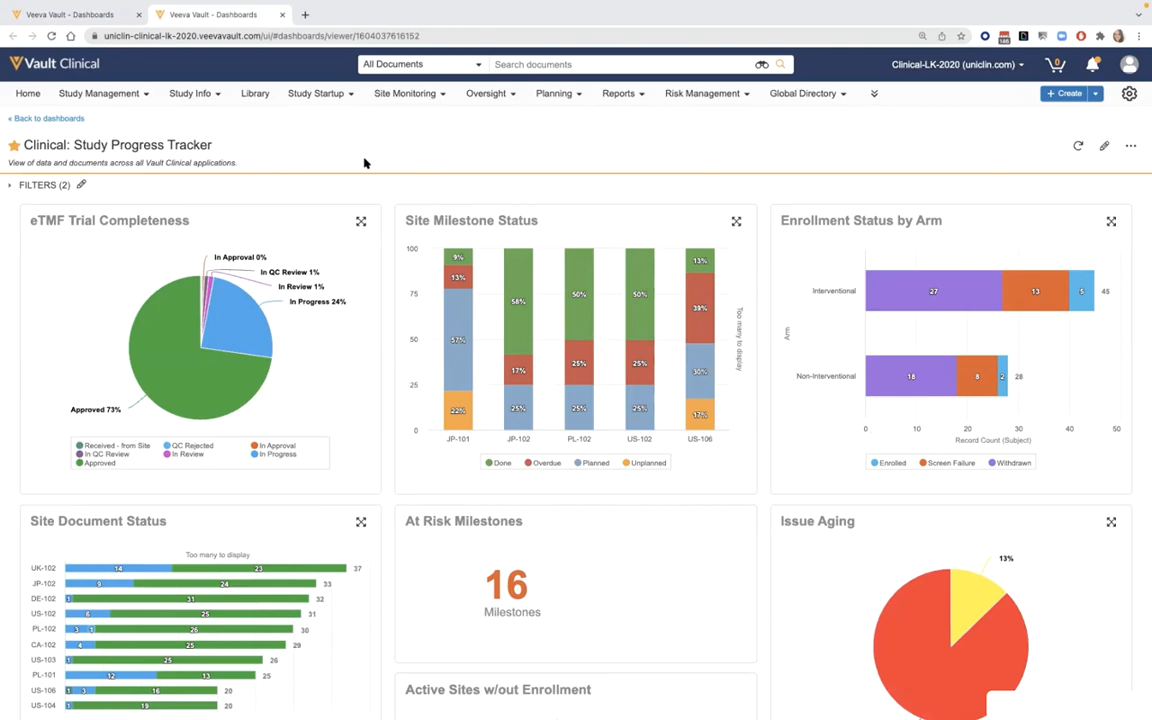 Veeva Vault - Dashboards
Veeva Vault - Dashboards
uniclin-clinical-lk-2020.veevavault.com/ui/#dashboards/viewer/1604037616152
Vault Clinical
All Documents
Search documents
Clinical-LK-2020 (uniclin.com)
0
Home Study Management Study Info Library Study Startup Site Monitoring Oversight Planning Reports Risk Management Global Directory
+ Create
« Back to dashboards
Clinical: Study Progress Tracker
View of data and documents across all Vault Clinical applications.
FILTERS (2)
eTMF Trial Completeness
In Approval 0%
In QC Review 1%
In Review 1%
In Progress 24%
Approved 73%
Received - from Site QC Rejected In Approval
In QC Review In Review In Progress
Approved
Site Milestone Status
100
75
50
25
0
9%
13%
57%
22%
58%
17%
25%
50%
25%
25%
50%
25%
25%
13%
39%
30%
17%
Too many to display
JP-101 JP-102 PL-102 US-102 US-106
Done Overdue Planned Unplanned
Enrollment Status by Arm
Arm
Interventional 27 13 5 45
Non-Interventional 18 8 2 28
0 10 20 30 40 50
Record Count (Subject)
Enrolled Screen Failure Withdrawn
Site Document Status
Too many to display
UK-102 14 23 37
JP-102 9 24 33
DE-102 1 31 32
US-102 6 25 31
PL-102 3 1 26 30
CA-102 4 25 29
US-103 1 25 26
PL-101 12 13 25
US-106 1 3 16 20
US-104 1 19 20
At Risk Milestones
16
Milestones
Active Sites w/out Enrollment
Issue Aging
13%